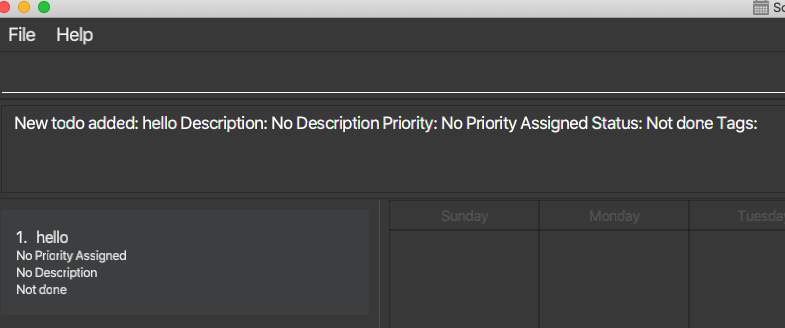 File Help
New todo added: hello Description: No Description Priority: No Priority Assigned Status: Not done Tags:
Sunday Monday
1. hello
No Priority Assigned
No Description
Not done